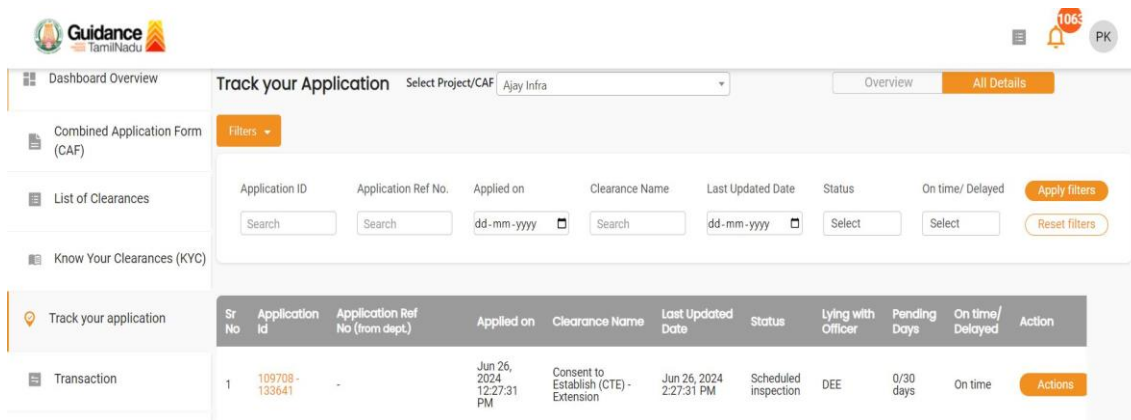 Guidance
TamilNadu
1063
PK
Dashboard Overview
Track your Application
Select Project/CAF
Ajay Infra
Overview
All Details
Combined Application Form
(CAF)
Filters
List of Clearances
Application ID
Application Ref No.
Applied on
Clearance Name
Last Updated Date
Status
On time/ Delayed
Apply filters
Search
Search
dd-mm-yyyy
Search
dd-mm-yyyy
Select
Select
Reset filters
Know Your Clearances (KYC)
Track your application
Sr
No
Application
Id
Application Ref
No (from dept.)
Applied on
Clearance Name
Last Updated
Date
Status
Lying with
Officer
Pending
Days
On time/
Delayed
Action
Transaction
1
109708-
133641
-
Jun 26,
2024
12:27:31
PM
Consent to
Establish (CTE) -
Extension
Jun 26, 2024
2:27:31 PM
Scheduled
inspection
DEE
0/30
days
On time
Actions